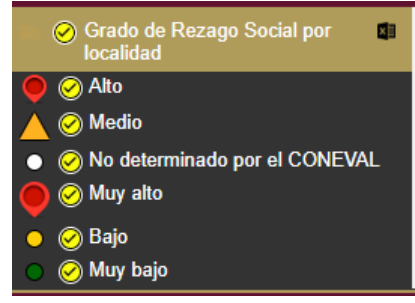 Grado de Rezago Social por
localidad
Alto
Medio
No determinado por el CONEVAL
Muy alto
Bajo
Muy bajo